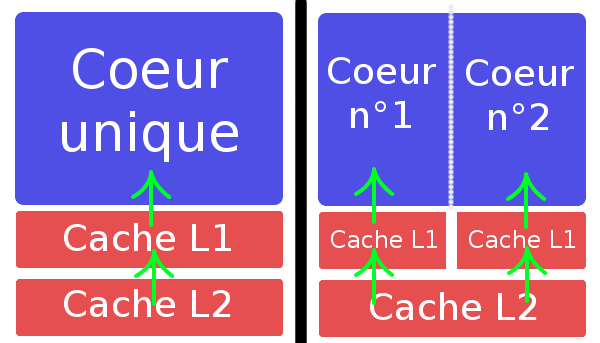 Coeur
unique
Cache L1
Cache L2
Coeur
n°1
Coeur
n°2
Cache L1
Cache L1
Cache L2